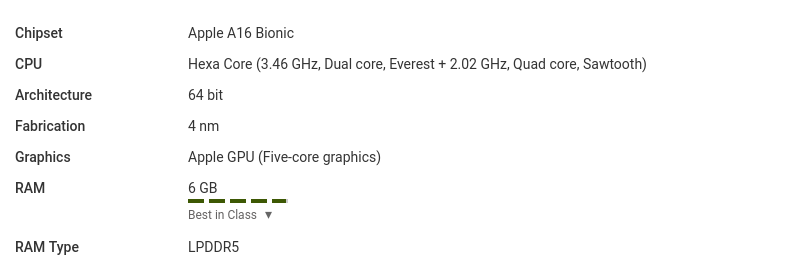 Chipset Apple A16 Bionic
CPU Hexa Core (3.46 GHz, Dual core, Everest + 2.02 GHz, Quad core, Sawtooth)
Architecture 64 bit
Fabrication 4 nm
Graphics Apple GPU (Five-core graphics)
RAM 6 GB
Best in Class ▼
RAM Type LPDDR5